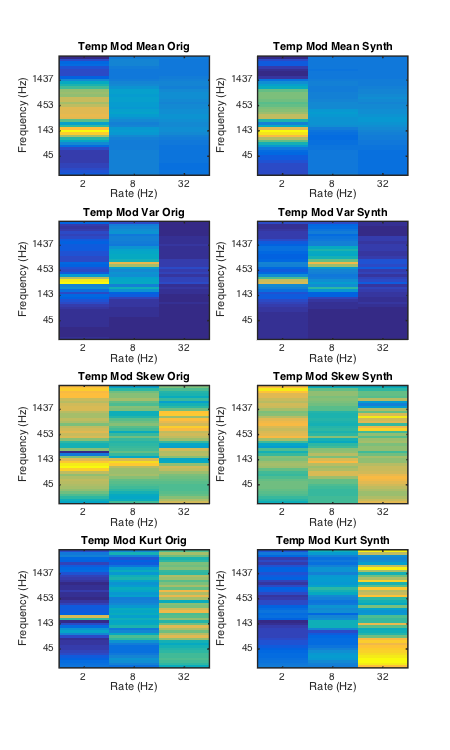 Temp Mod Mean Orig
Temp Mod Mean Synth
Frequency (Hz)
1437
453
143
45
2 8 32
Rate (Hz)
Frequency (Hz)
1437
453
143
45
2 8 32
Rate (Hz)
Temp Mod Var Orig
Temp Mod Var Synth
Frequency (Hz)
1437
453
143
45
2 8 32
Rate (Hz)
Frequency (Hz)
1437
453
143
45
2 8 32
Rate (Hz)
Temp Mod Skew Orig
Temp Mod Skew Synth
Frequency (Hz)
1437
453
143
45
2 8 32
Rate (Hz)
Frequency (Hz)
1437
453
143
45
2 8 32
Rate (Hz)
Temp Mod Kurt Orig
Temp Mod Kurt Synth
Frequency (Hz)
1437
453
143
45
2 8 32
Rate (Hz)
Frequency (Hz)
1437
453
143
45
2 8 32
Rate (Hz)